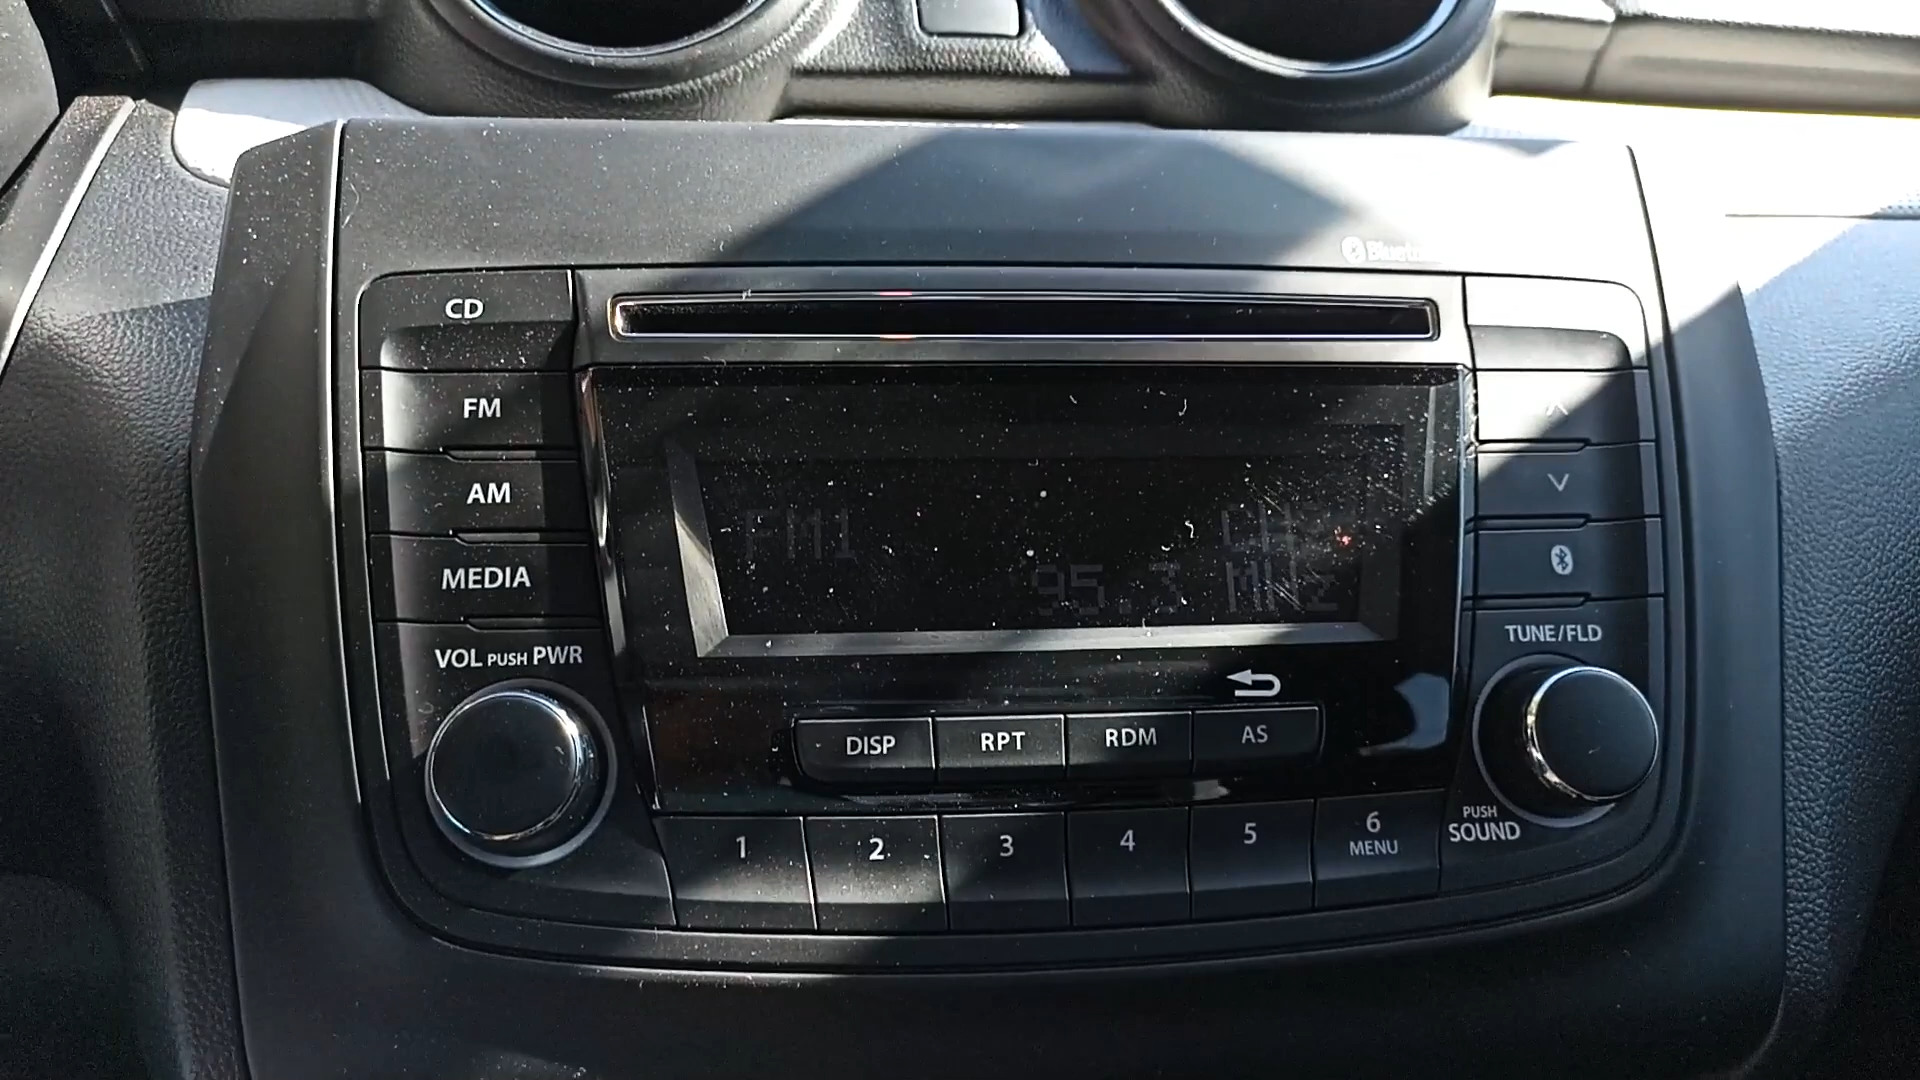 Bluetooth
CD
FM
AM
MEDIA
VOL PUSH PWR
FM1
95.3 MHz
TUNE/FLD
DISP
RPT
RDM
AS
1
2
3
4
5
6
MENU
PUSH
SOUND